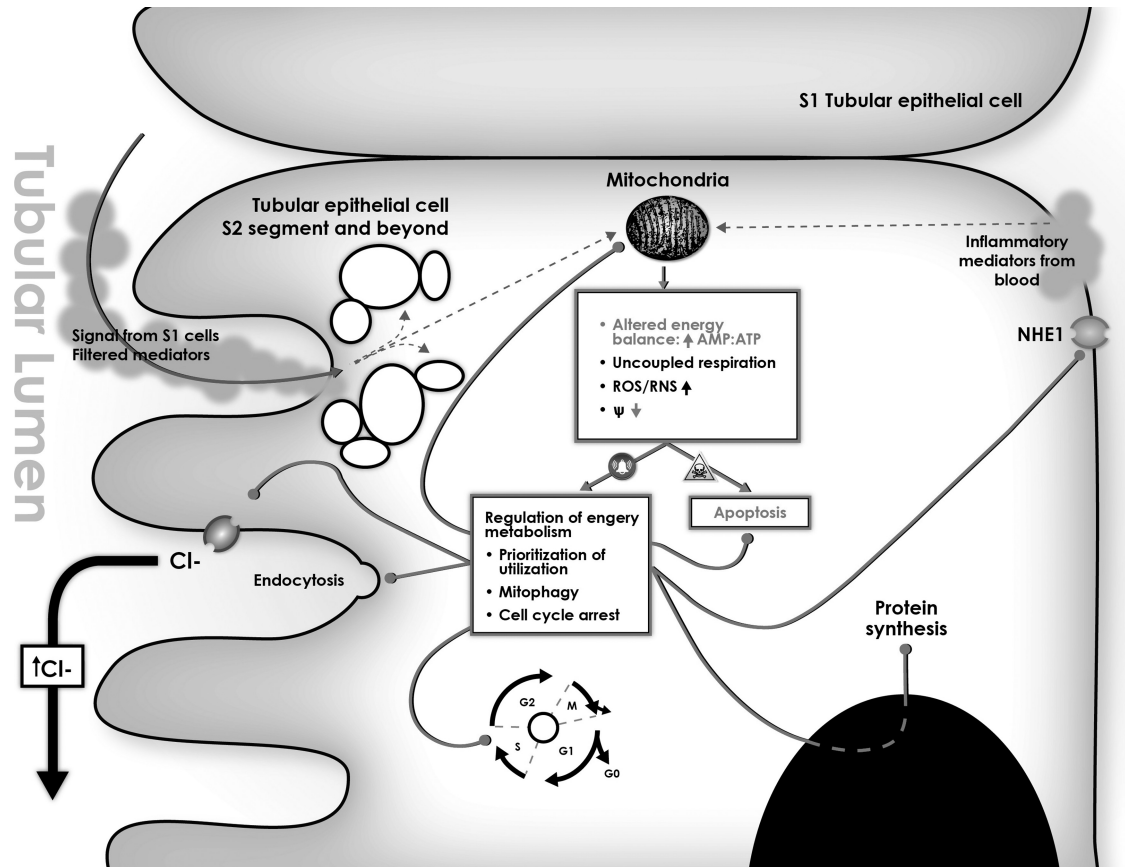 S1 Tubular epithelial cell
Tubular Lumen
Mitochondria
Tubular epithelial cell
S2 segment and beyond
Inflammatory
mediators from
blood
Signal from S1 cells
Filtered mediators
NHE1
• Altered energy
balance: ↑ AMP:ATP
• Uncoupled respiration
• ROS/RNS ↑
• Ψ ↓
Regulation of engery
metabolism
• Prioritization of
utilization
• Mitophagy
• Cell cycle arrest
Apoptosis
Cl-
Endocytosis
↑Cl-
Protein
synthesis
G2
M
S
G1
G0